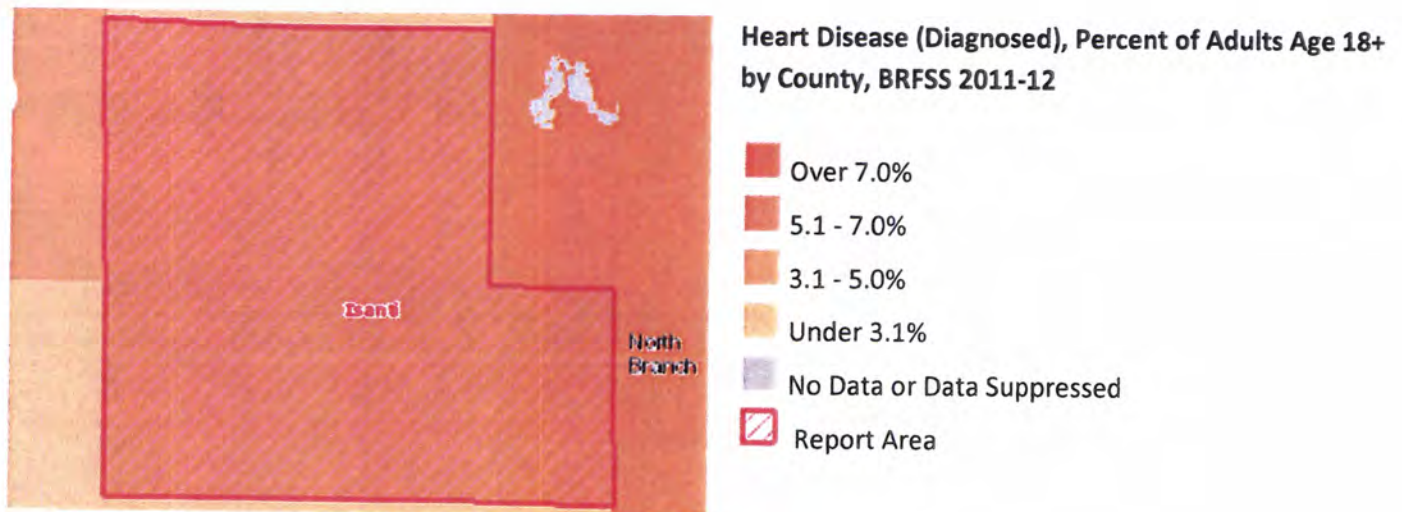 Heart Disease (Diagnosed), Percent of Adults Age 18+
by County, BRFSS 2011-12
Over 7.0%
5.1 - 7.0%
3.1 - 5.0%
Under 3.1%
No Data or Data Suppressed
Report Area
Isanti
North
Branch